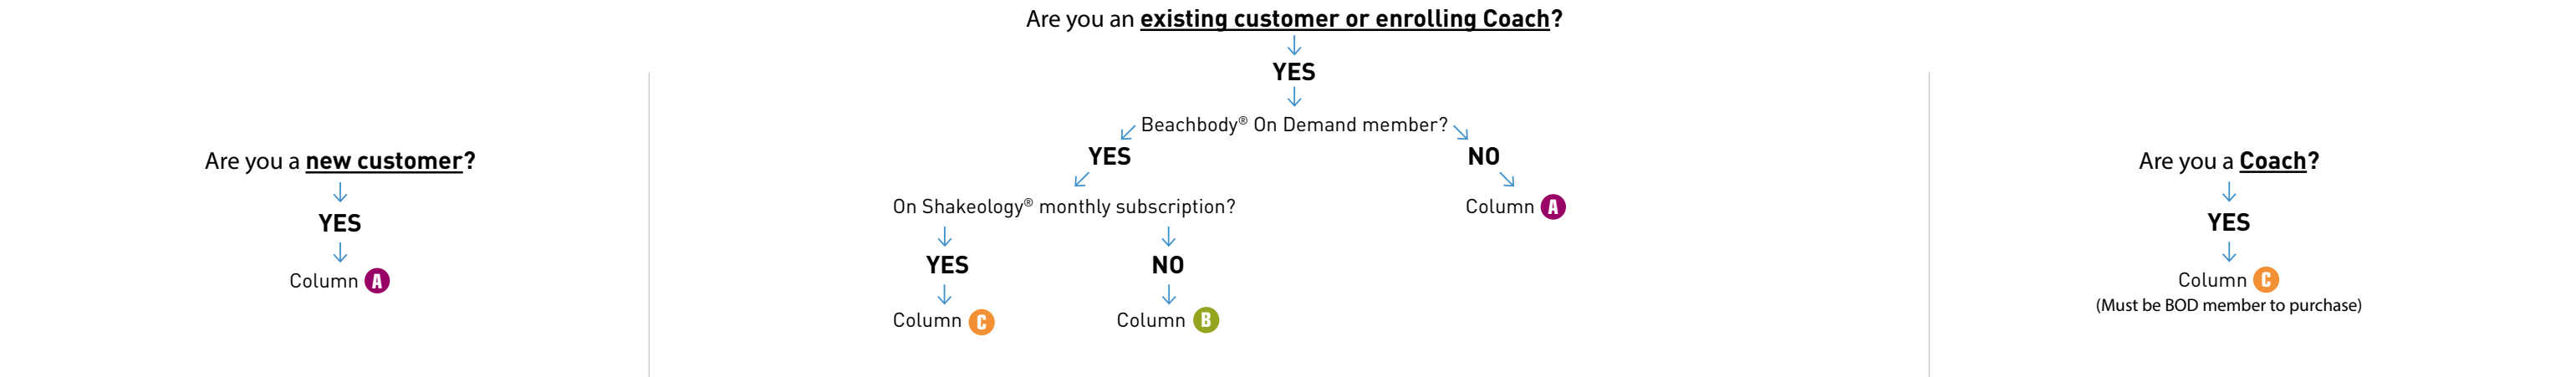 Are you a new customer?
YES
Column A
Are you an existing customer or enrolling Coach?
YES
Beachbody® On Demand member?
YES
NO
On Shakeology® monthly subscription?
Column A
YES
NO
Column C
Column B
Are you a Coach?
YES
Column C
(Must be BOD member to purchase)